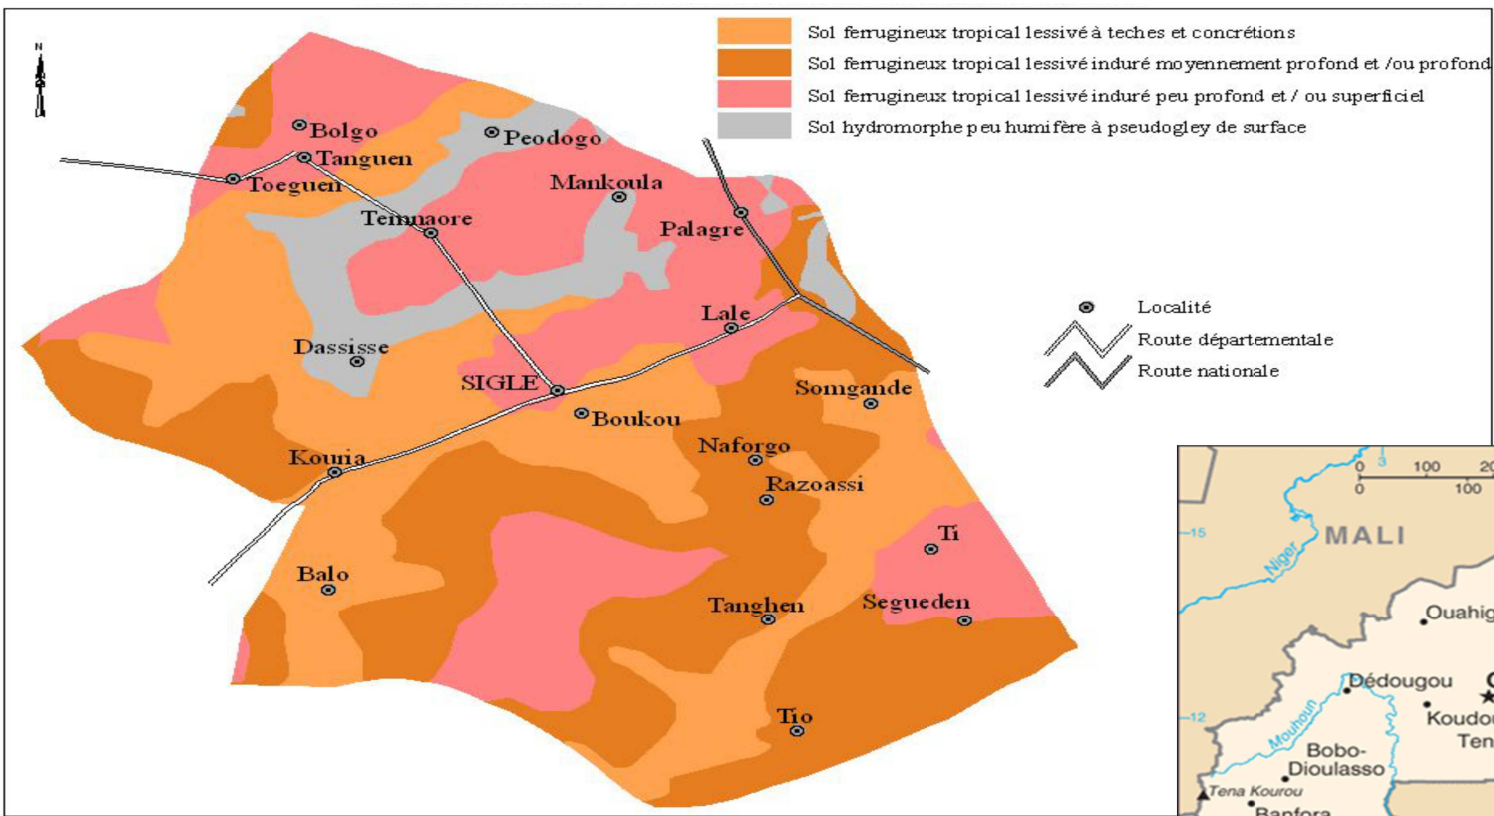 Sol ferrugineux tropical lessivé à teches et concrétions
Sol ferrugineux tropical lessivé induré moyennement profond et /ou profond
Sol ferrugineux tropical lessivé induré peu profond et / ou superficiel
Sol hydromorphe peu humifère à pseudogley de surface
N
Bolgo
Peodogo
Tanguen
Toeguen
Mankoula
Temnaore
Palagre
Lale
Dassisse
SIGLE
Somgande
Boukou
Naforgo
Kouria
Razoassi
Ti
Balo
Tanghen
Segueden
Tio
Localité
Route départementale
Route nationale
3
0 100
0 100
15
MALI
Niger
Ouahig
Dédougou
Koudou
Ten
12
Mouhoun
Bobo-
Dioulasso
Tena Kourou
Banfora